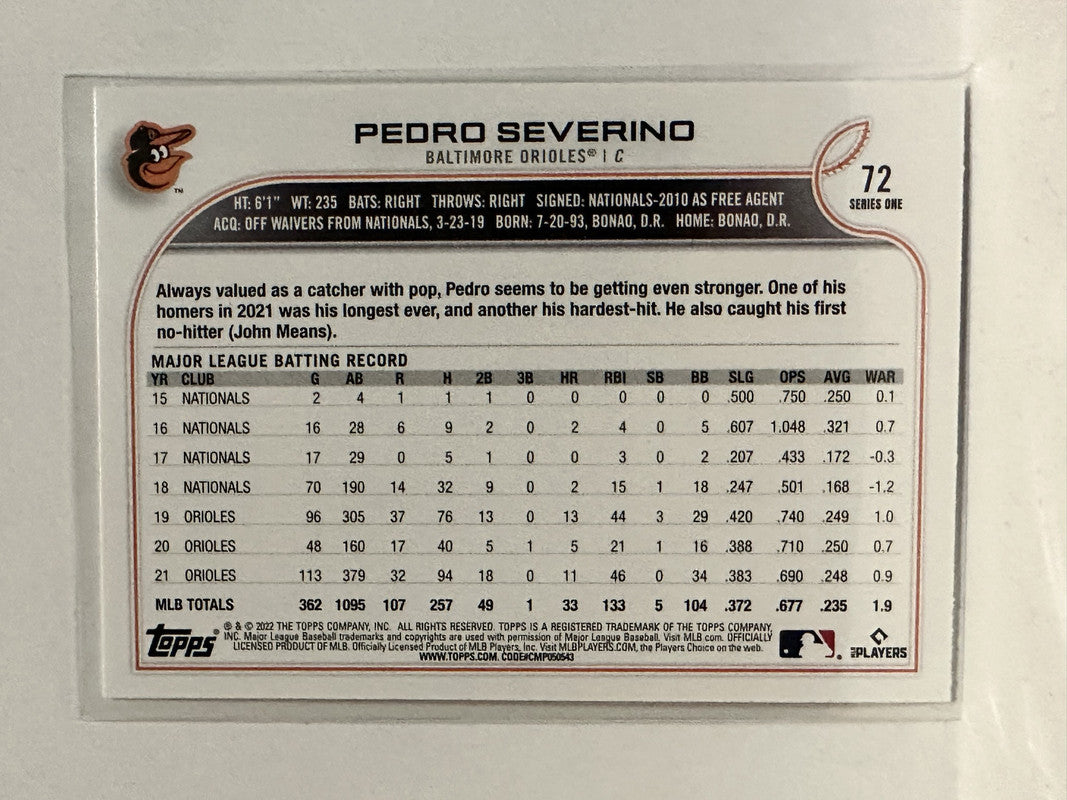 PEDRO SEVERINO
BALTIMORE ORIOLES® | C
72
SERIES ONE
TM
HT: 6'1" WT: 235 BATS: RIGHT THROWS: RIGHT SIGNED: NATIONALS-2010 AS FREE AGENT
ACQ: OFF WAIVERS FROM NATIONALS, 3-23-19 BORN: 7-20-93, BONAO, D.R. HOME: BONAO, D.R.
Always valued as a catcher with pop, Pedro seems to be getting even stronger. One of his
homers in 2021 was his longest ever, and another his hardest-hit. He also caught his first
no-hitter (John Means).
MAJOR LEAGUE BATTING RECORD
YR CLUB G AB R H 2B 3B HR RBI SB BB SLG OPS AVG WAR
15 NATIONALS 2 4 1 1 1 0 0 0 0 0 .500 .750 .250 0.1
16 NATIONALS 16 28 6 9 2 0 2 4 0 5 .607 1.048 .321 0.7
17 NATIONALS 17 29 0 5 1 0 0 3 0 2 .207 .433 .172 -0.3
18 NATIONALS 70 190 14 32 9 0 2 15 1 18 .247 .501 .168 -1.2
19 ORIOLES 96 305 37 76 13 0 13 44 3 29 .420 .740 .249 1.0
20 ORIOLES 48 160 17 40 5 1 5 21 1 16 .388 .710 .250 0.7
21 ORIOLES 113 379 32 94 18 0 11 46 0 34 .383 .690 .248 0.9
MLB TOTALS 362 1095 107 257 49 1 33 133 5 104 .372 .677 .235 1.9
topps®
® & © 2022 THE TOPPS COMPANY, INC. ALL RIGHTS RESERVED. TOPPS IS A REGISTERED TRADEMARK OF THE TOPPS COMPANY,
INC. Major League Baseball trademarks and copyrights are used with permission of Major League Baseball. Visit MLB.com. OFFICIALLY
LICENSED PRODUCT OF MLB. Officially Licensed Product of MLB Players, Inc. Visit MLBPLAYERS.COM, the Players Choice on the web.
WWW.TOPPS.COM. CODE#CMP050543
MLB PLAYERS